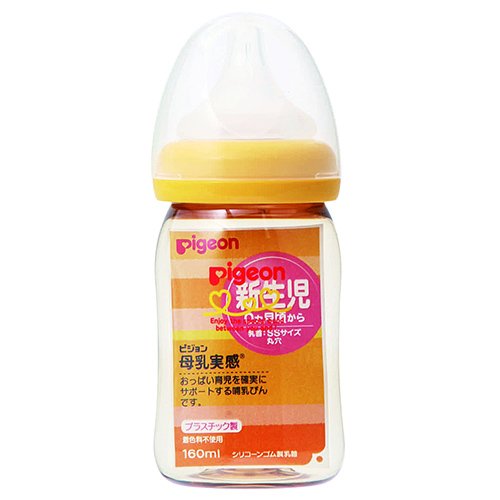 Pigeon
Pigeon
新生児
0ヵ月頃から
Enjoy the
乳首:SSサイズ
丸穴
ピジョン
母乳実感®
おっぱい育児を確実に
サポートする哺乳びん
です。
プラスチック製
着色料不使用
160ml シリコーンゴム製乳首